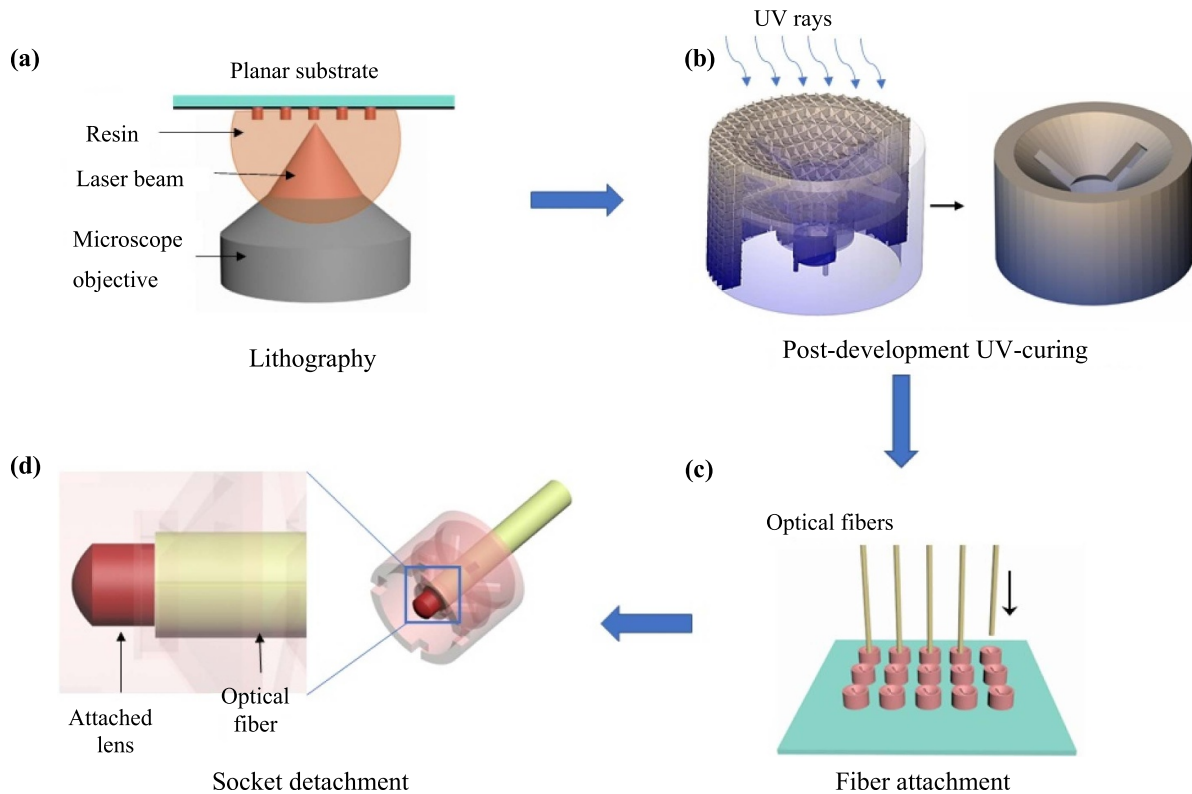 (a)
Planar substrate
Resin
Laser beam
Microscope
objective
Lithography
UV rays
(b)
Post-development UV-curing
(c)
Optical fibers
Fiber attachment
(d)
Attached
lens
Optical
fiber
Socket detachment